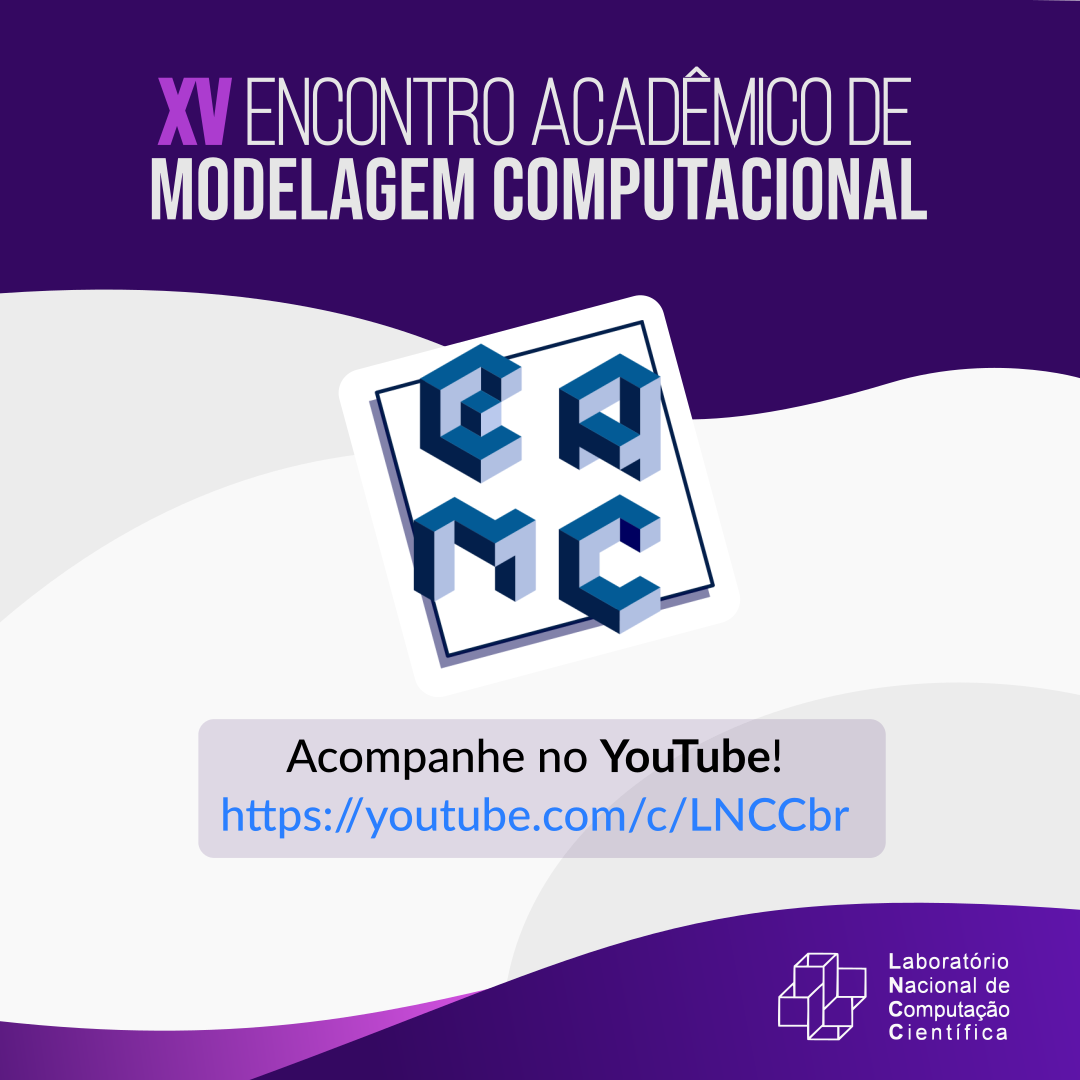 XV ENCONTRO ACADÊMICO DE
MODELAGEM COMPUTACIONAL
EA
MC
Acompanhe no YouTube!
https://youtube.com/c/LNCCbr
Laboratório
Nacional de
Computação
Científica